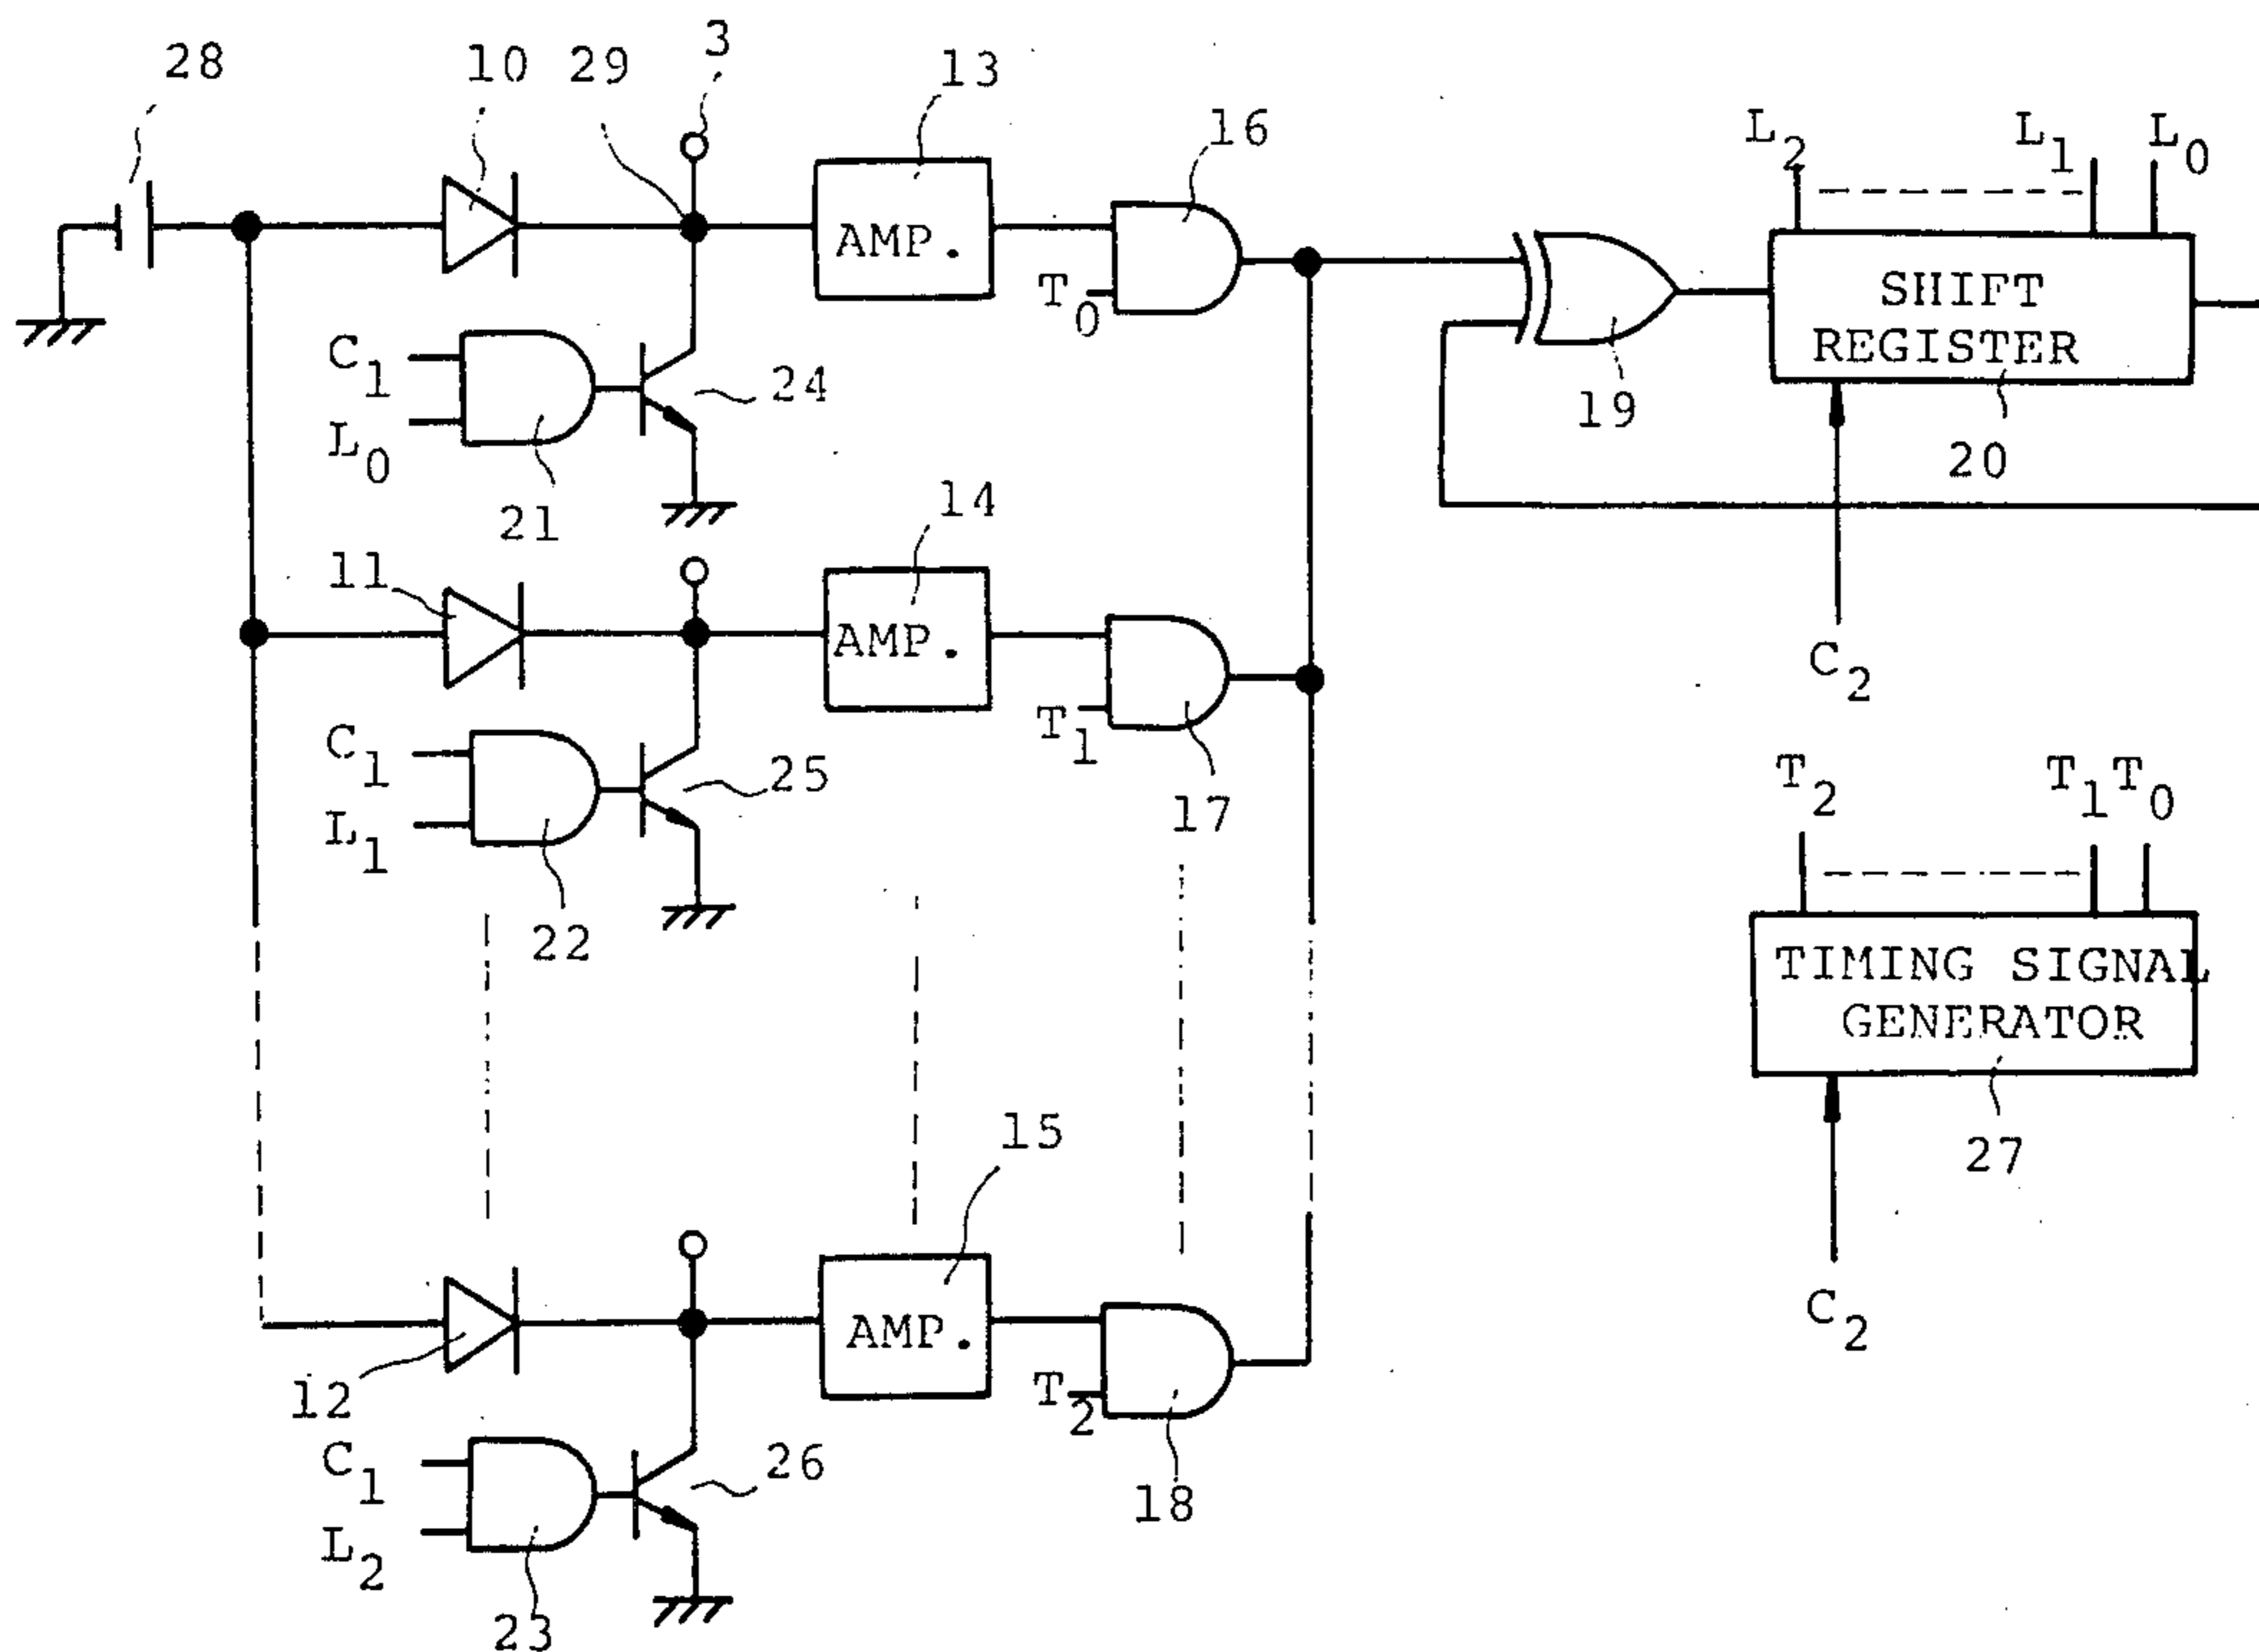 28
10
29
3
13
16
L2
L1
L0
AMP.
T0
SHIFT
REGISTER
C1
L0
24
21
19
20
14
11
AMP.
T1
C2
C1
L1
25
22
17
T2
T1
T0
TIMING SIGNAL
GENERATOR
27
15
AMP.
T2
C2
12
C1
L2
26
18
23